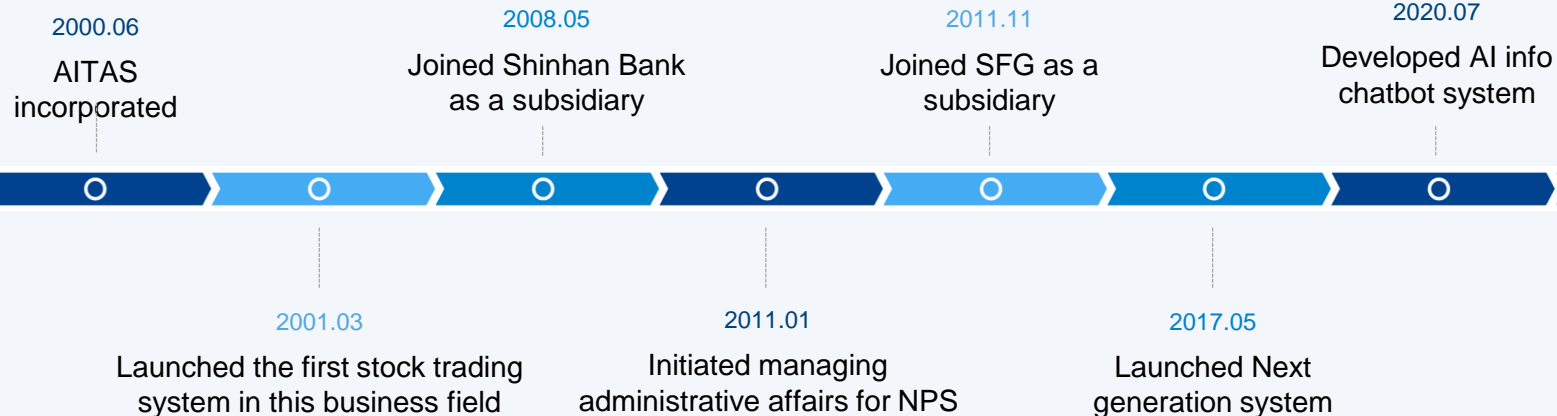 2000.06
AITAS
incorporated
2001.03
Launched the first stock trading
system in this business field
2008.05
Joined Shinhan Bank
as a subsidiary
2011.01
Initiated managing
administrative affairs for NPS
2011.11
Joined SFG as a
subsidiary
2017.05
Launched Next
generation system
2020.07
Developed AI info
chatbot system